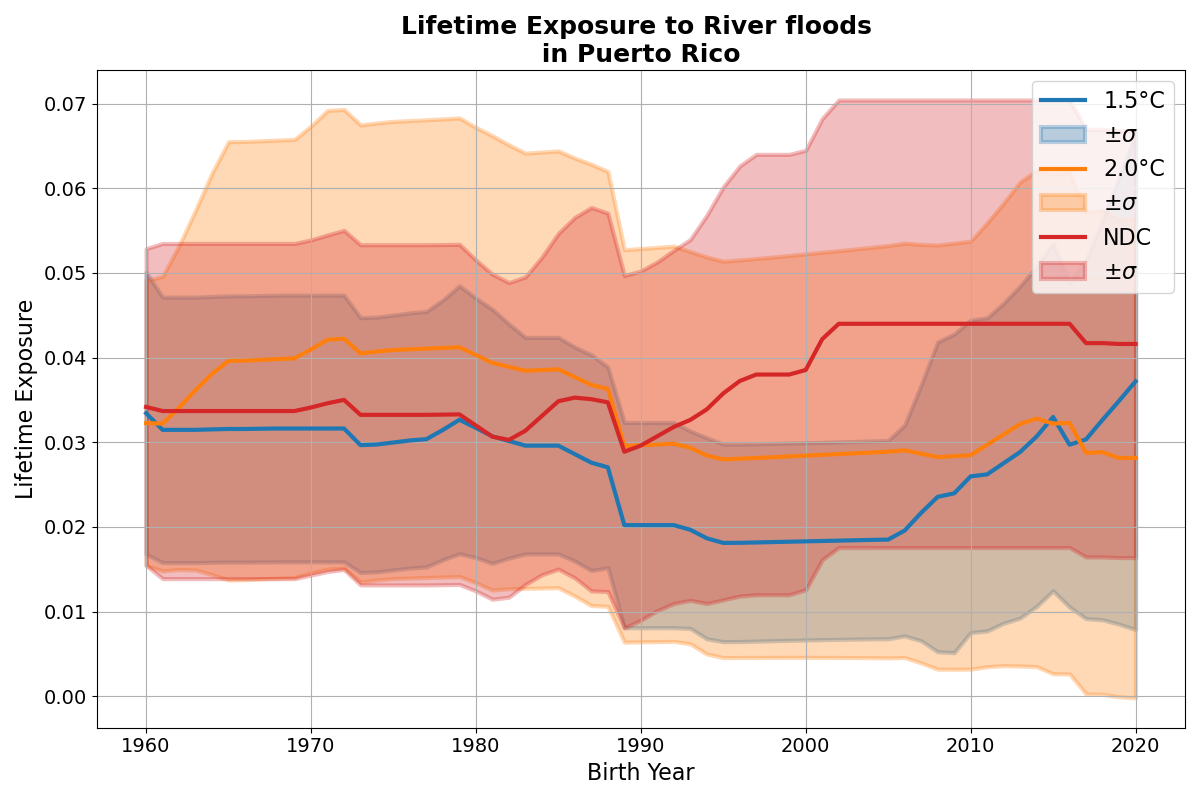 Lifetime Exposure to River floods
in Puerto Rico
0.07
0.06
0.05
0.04
0.03
0.02
0.01
0.00
Lifetime Exposure
1960
1970
1980
1990
2000
2010
2020
Birth Year
1.5°C
±σ
2.0°C
±σ
NDC
±σ